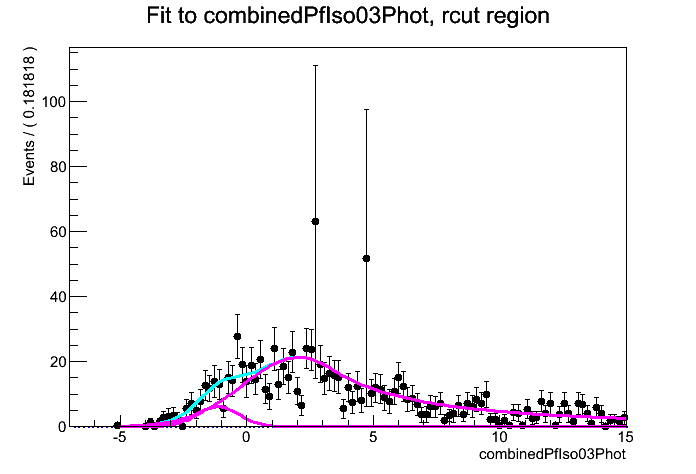 Fit to combinedPfIso03Phot, rcut region
Events / ( 0.181818 )
100
80
60
40
20
0
-5 0 5 10 15
combinedPfIso03Phot